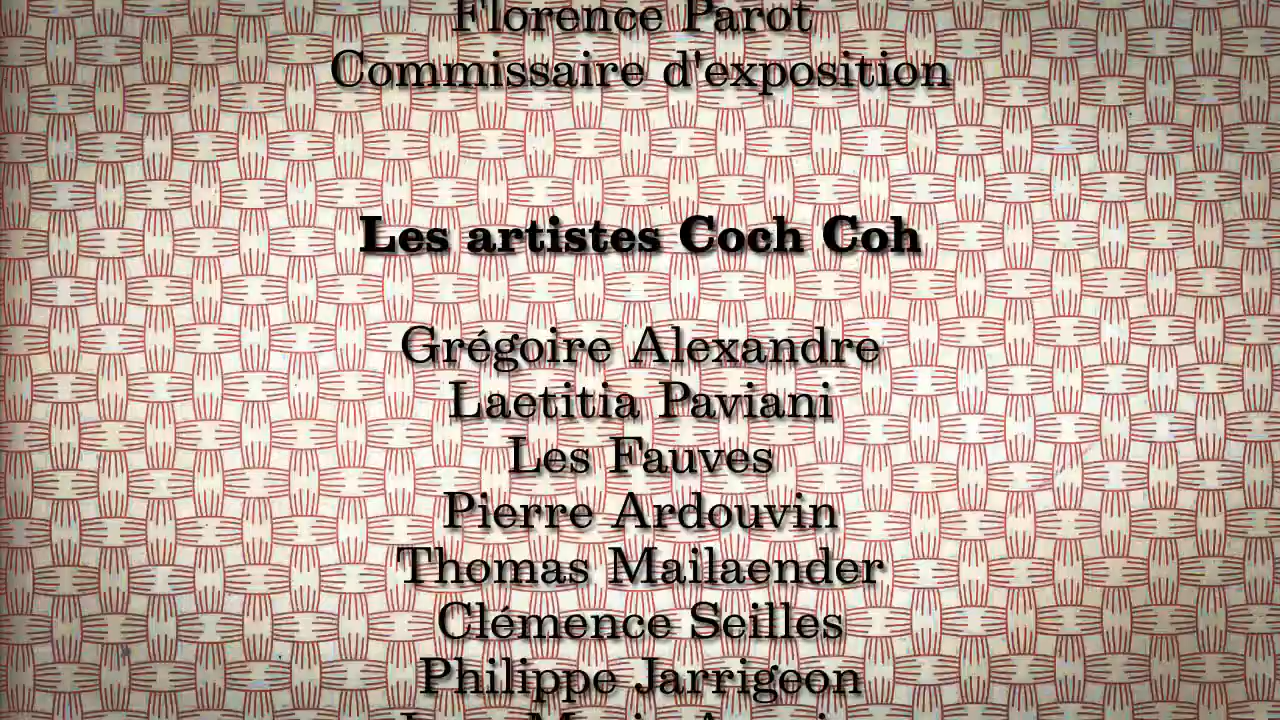 Florence Parot
Commissaire d'exposition
Les artistes Coch Coh
Grégoire Alexandre
Laetitia Paviani
Les Fauves
Pierre Ardouvin
Thomas Mailaender
Clémence Seilles
Philippe Jarrigeon